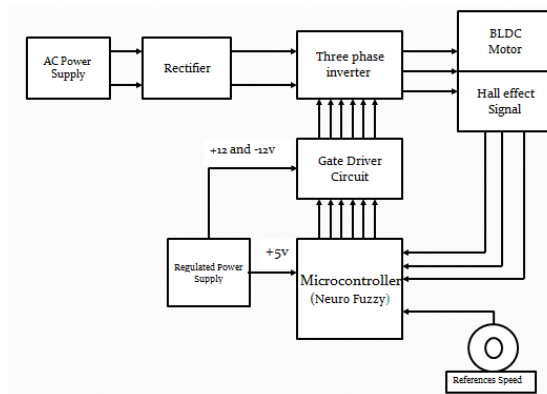 AC Power
Supply
Rectifier
Three phase
inverter
BLDC
Motor
Hall effect
Signal
+12 and -12v
Gate Driver
Circuit
+5v
Regulated Power
Supply
Microcontroller
(Neuro Fuzzy)
References Speed